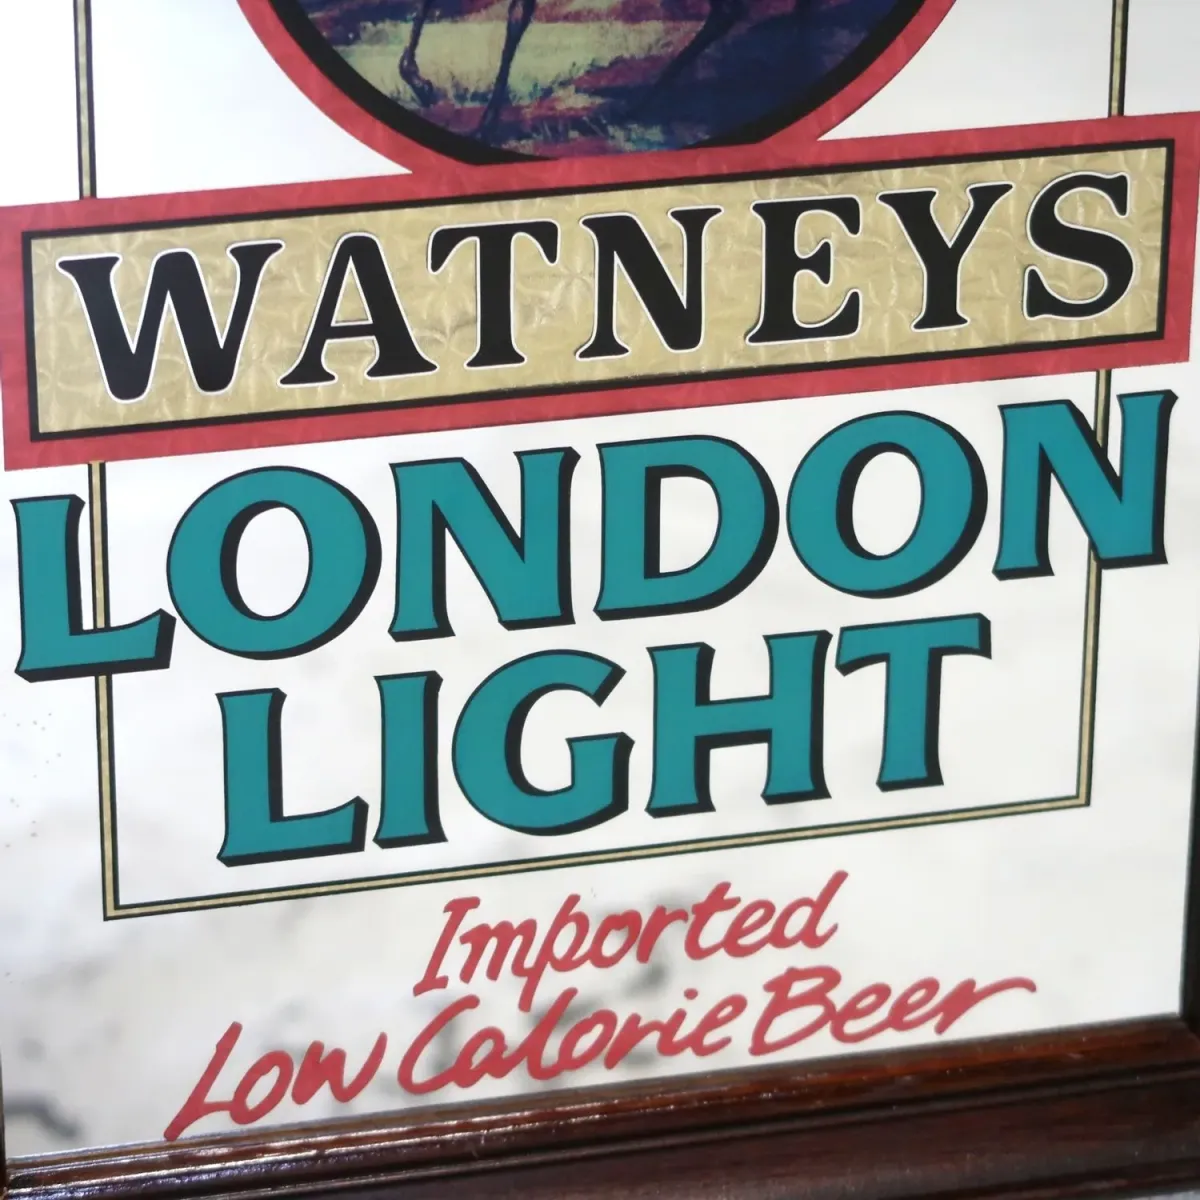 WATNEYS
LONDON
LIGHT
Imported
Low Calorie Beer